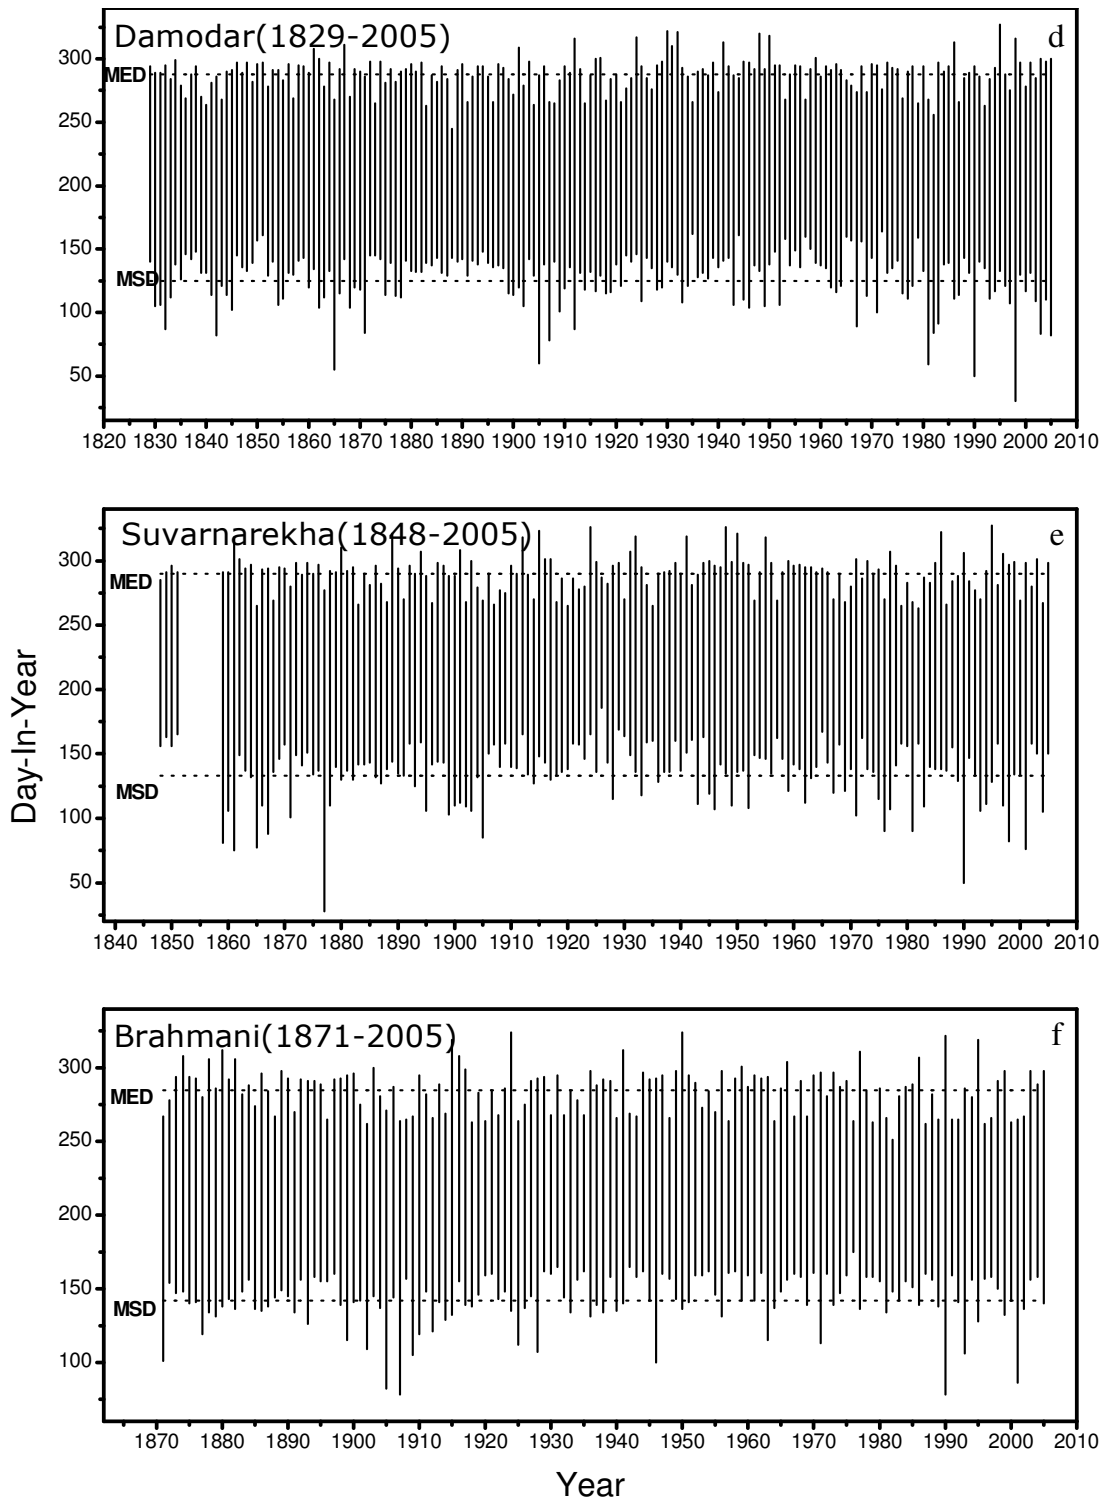 Damodar(1829-2005) d
300
MED
250
200
150
MSD
100
50
1820 1830 1840 1850 1860 1870 1880 1890 1900 1910 1920 1930 1940 1950 1960 1970 1980 1990 2000 2010
Suvarnarekha(1848-2005) e
300
MED
250
200
150
MSD
100
50
1840 1850 1860 1870 1880 1890 1900 1910 1920 1930 1940 1950 1960 1970 1980 1990 2000 2010
Day-In-Year
Brahmani(1871-2005) f
300
MED
250
200
150
MSD
100
1870 1880 1890 1900 1910 1920 1930 1940 1950 1960 1970 1980 1990 2000 2010
Year